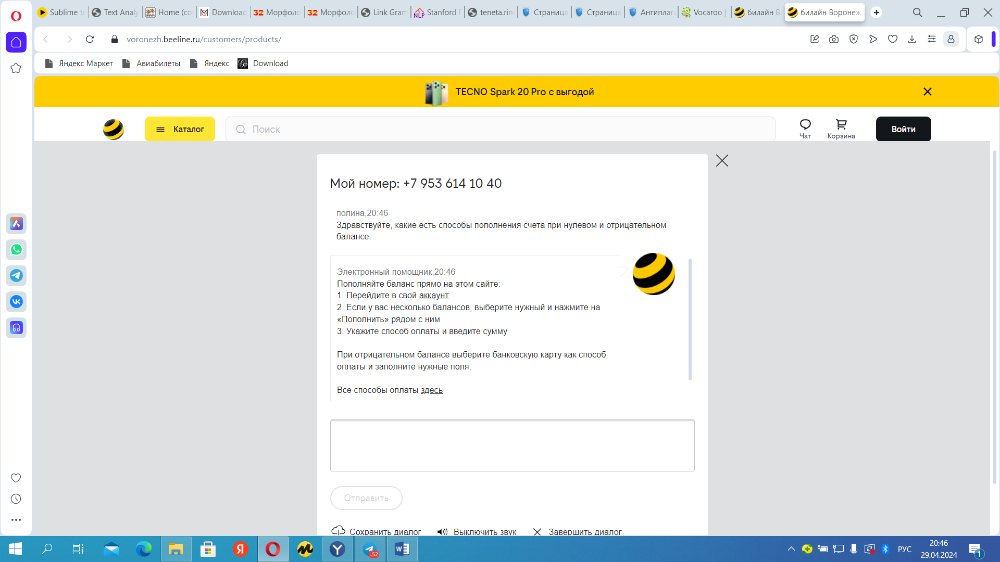 Sublime te
Text Analy
Home (co
Download
32 Морфоло
32 Морфоло
Link Gram
NLP Stanford P
teneta.rin
Страница
Страница
Антиплаг
Vocaroo |
билайн В
билайн Воронеж
voronezh.beeline.ru/customers/products/
Яндекс Маркет
Авиабилеты
Яндекс
Download
TECNO Spark 20 Pro с выгодой
Каталог
Поиск
Чат
Корзина
Войти
Мой номер: +7 953 614 10 40
полина,20:46
Здравствуйте, какие есть способы пополнения счета при нулевом и отрицательном
балансе.
Электронный помощник,20:46
Пополняйте баланс прямо на этом сайте:
1. Перейдите в свой аккаунт
2. Если у вас несколько балансов, выберите нужный и нажмите на
«Пополнить» рядом с ним
3. Укажите способ оплаты и введите сумму
При отрицательном балансе выберите банковскую карту как способ
оплаты и заполните нужные поля.
Все способы оплаты здесь
Отправить
Сохранить диалог
Выключить звук
Завершить диалог
..52
РУС
20:46
29.04.2024
1